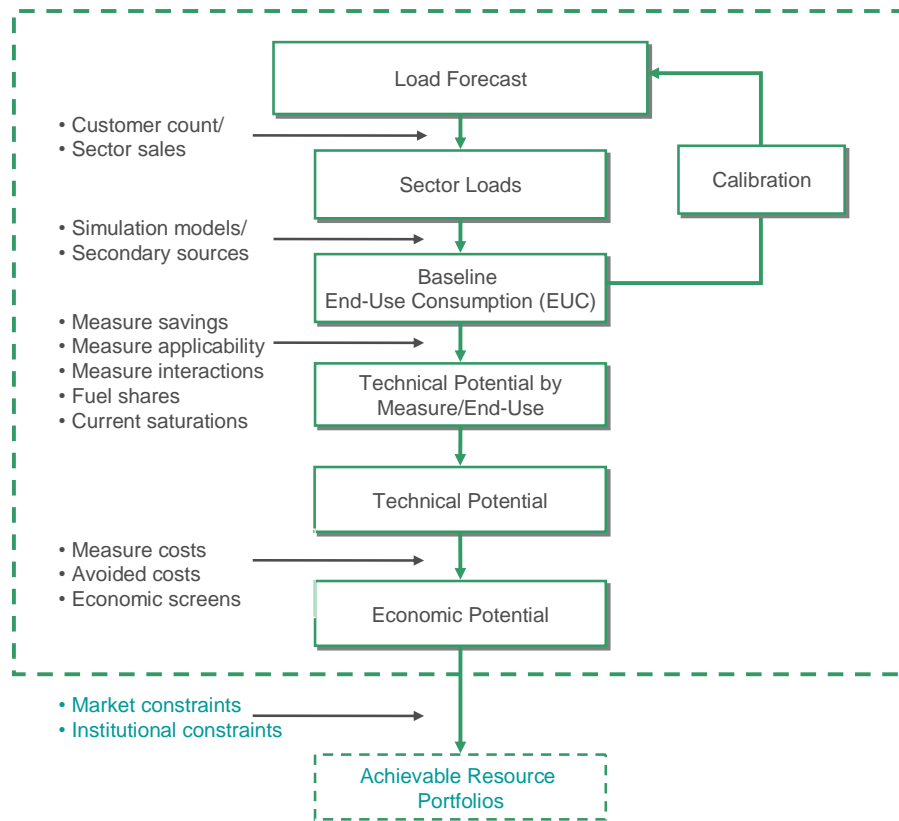 Load Forecast
• Customer count/
• Sector sales
Sector Loads
Calibration
• Simulation models/
• Secondary sources
Baseline
End-Use Consumption (EUC)
• Measure savings
• Measure applicability
• Measure interactions
• Fuel shares
• Current saturations
Technical Potential by
Measure/End-Use
Technical Potential
• Measure costs
• Avoided costs
• Economic screens
Economic Potential
• Market constraints
• Institutional constraints
Achievable Resource
Portfolios